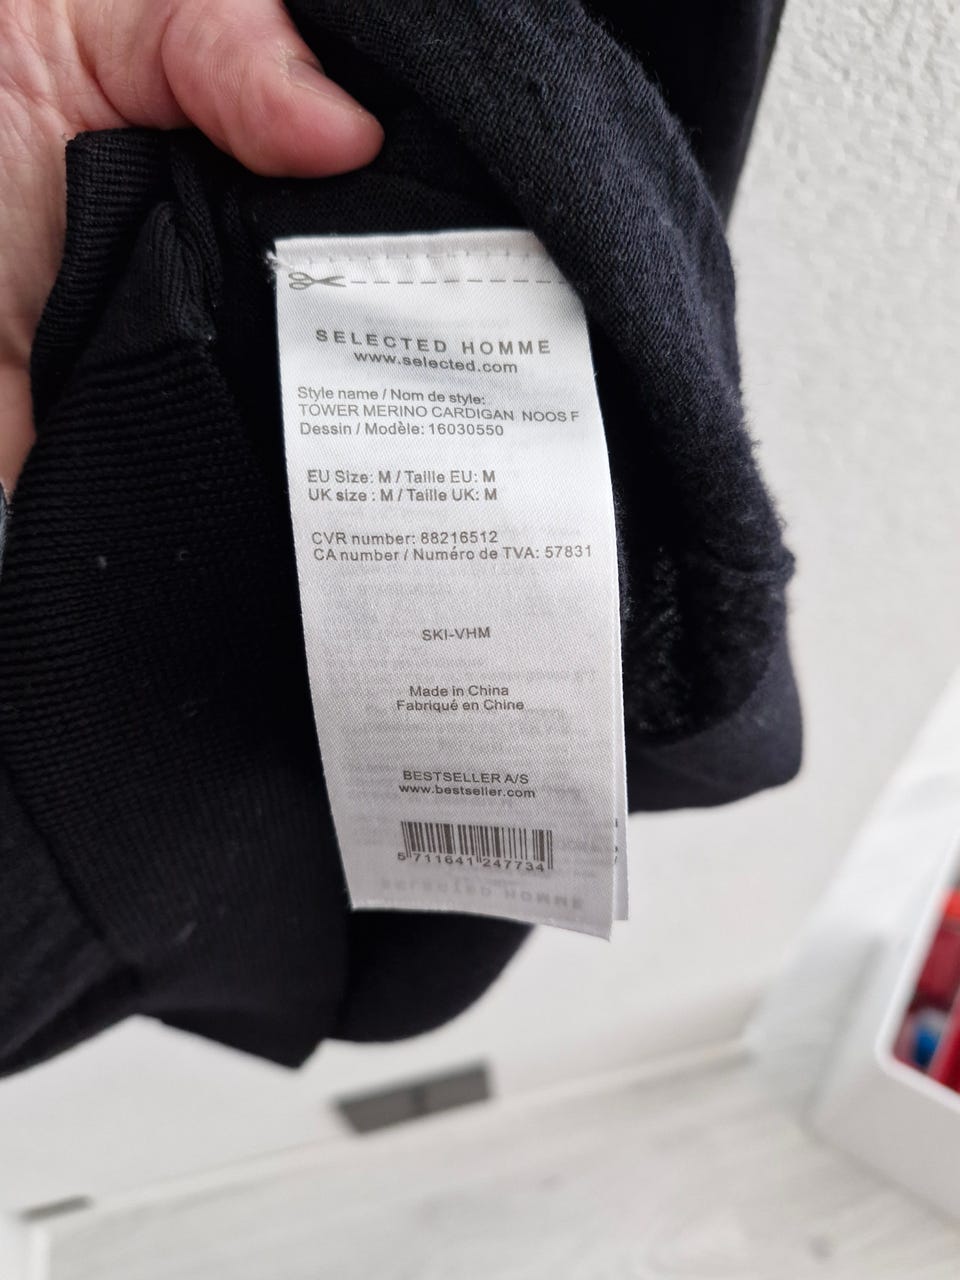 SELECTED HOMME
www.selected.com
Style name / Nom de style:
TOWER MERINO CARDIGAN NOOS F
Dessin / Modèle: 16030550
EU Size: M / Taille EU: M
UK size : M / Taille UK: M
CVR number: 88216512
CA number / Numéro de TVA: 57831
SKI-VHM
Made in China
Fabriqué en Chine
BESTSELLER A/S
www.bestseller.com
5 711641 247734